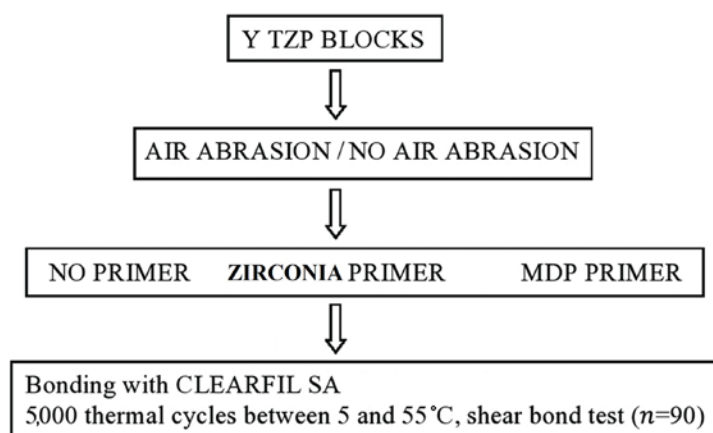 Y TZP BLOCKS
AIR ABRASION / NO AIR ABRASION
NO PRIMER ZIRCONIA PRIMER MDP PRIMER
Bonding with CLEARFIL SA
5,000 thermal cycles between 5 and 55°C, shear bond test (n=90)